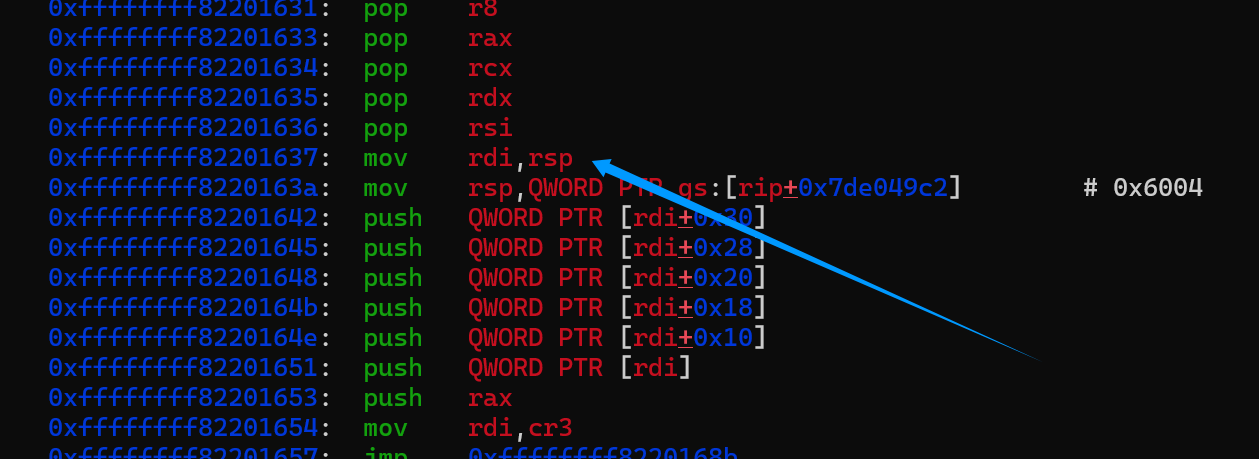 0xffffffff82201631: pop r8
0xffffffff82201633: pop rax
0xffffffff82201634: pop rcx
0xffffffff82201635: pop rdx
0xffffffff82201636: pop rsi
0xffffffff82201637: mov rdi,rsp
0xffffffff8220163a: mov rsp,QWORD PTR gs:[rip+0x7de049c2] # 0x6004
0xffffffff82201642: push QWORD PTR [rdi+0x30]
0xffffffff82201645: push QWORD PTR [rdi+0x28]
0xffffffff82201648: push QWORD PTR [rdi+0x20]
0xffffffff8220164b: push QWORD PTR [rdi+0x18]
0xffffffff8220164e: push QWORD PTR [rdi+0x10]
0xffffffff82201651: push QWORD PTR [rdi]
0xffffffff82201653: push rax
0xffffffff82201654: mov rdi,cr3
0xffffffff82201657: jmp 0xffffffff8220168b